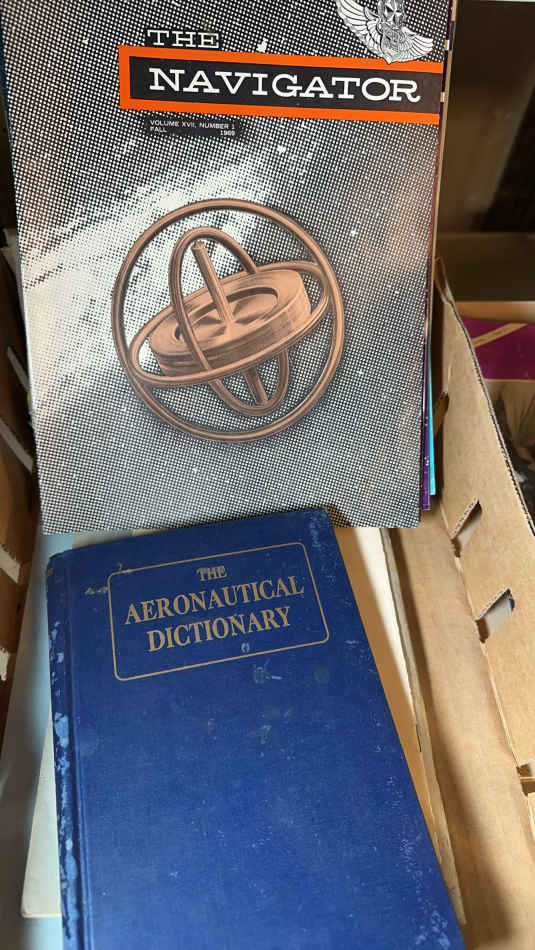 THE
NAVIGATOR
VOLUME XVII, NUMBER 1
FALL 1969
THE
AERONAUTICAL
DICTIONARY